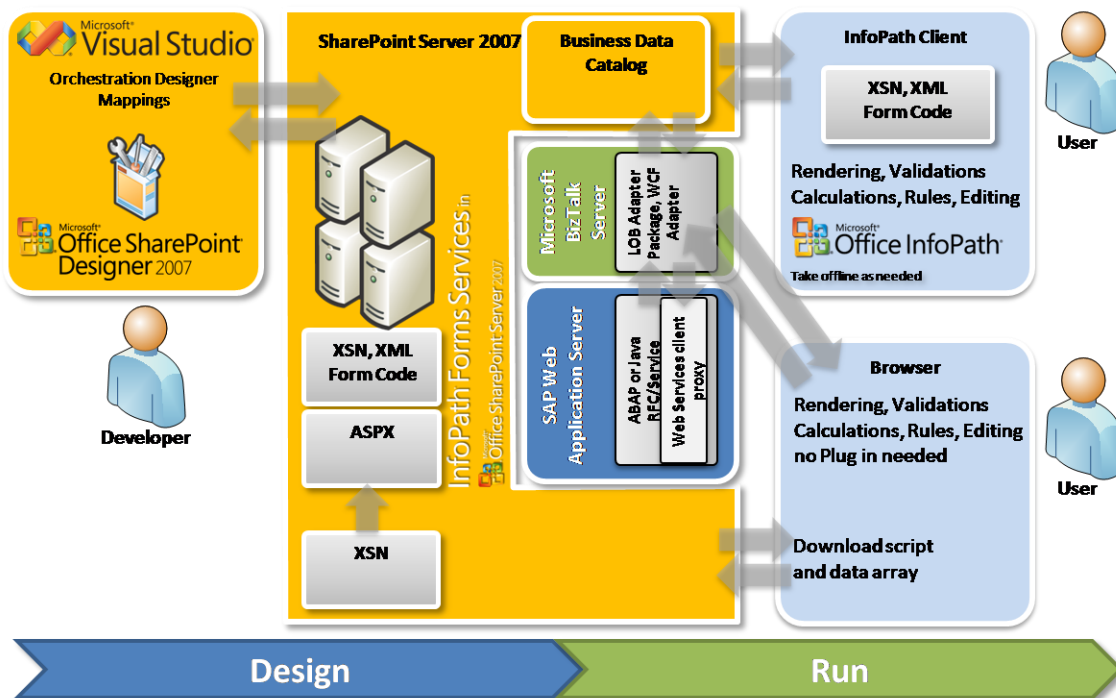 Microsoft®
Visual Studio®
Orchestration Designer
Mappings
Microsoft®
Office SharePoint®
Designer 2007
Developer
SharePoint Server 2007
XSN, XML
Form Code
ASPX
XSN
InfoPath Forms Services in
Microsoft®
Office SharePoint Server 2007
Business Data
Catalog
Microsoft
BizTalk
Server
LOB Adapter
Package, WCF
Adapter
SAP Web
Application Server
ABAP or Java
RFC/Service
Web Services client
proxy
InfoPath Client
XSN, XML
Form Code
Rendering, Validations
Calculations, Rules, Editing
Microsoft®
Office InfoPath®
Take offline as needed
User
Browser
Rendering, Validations
Calculations, Rules, Editing
no Plug in needed
Download script
and data array
User
Design
Run